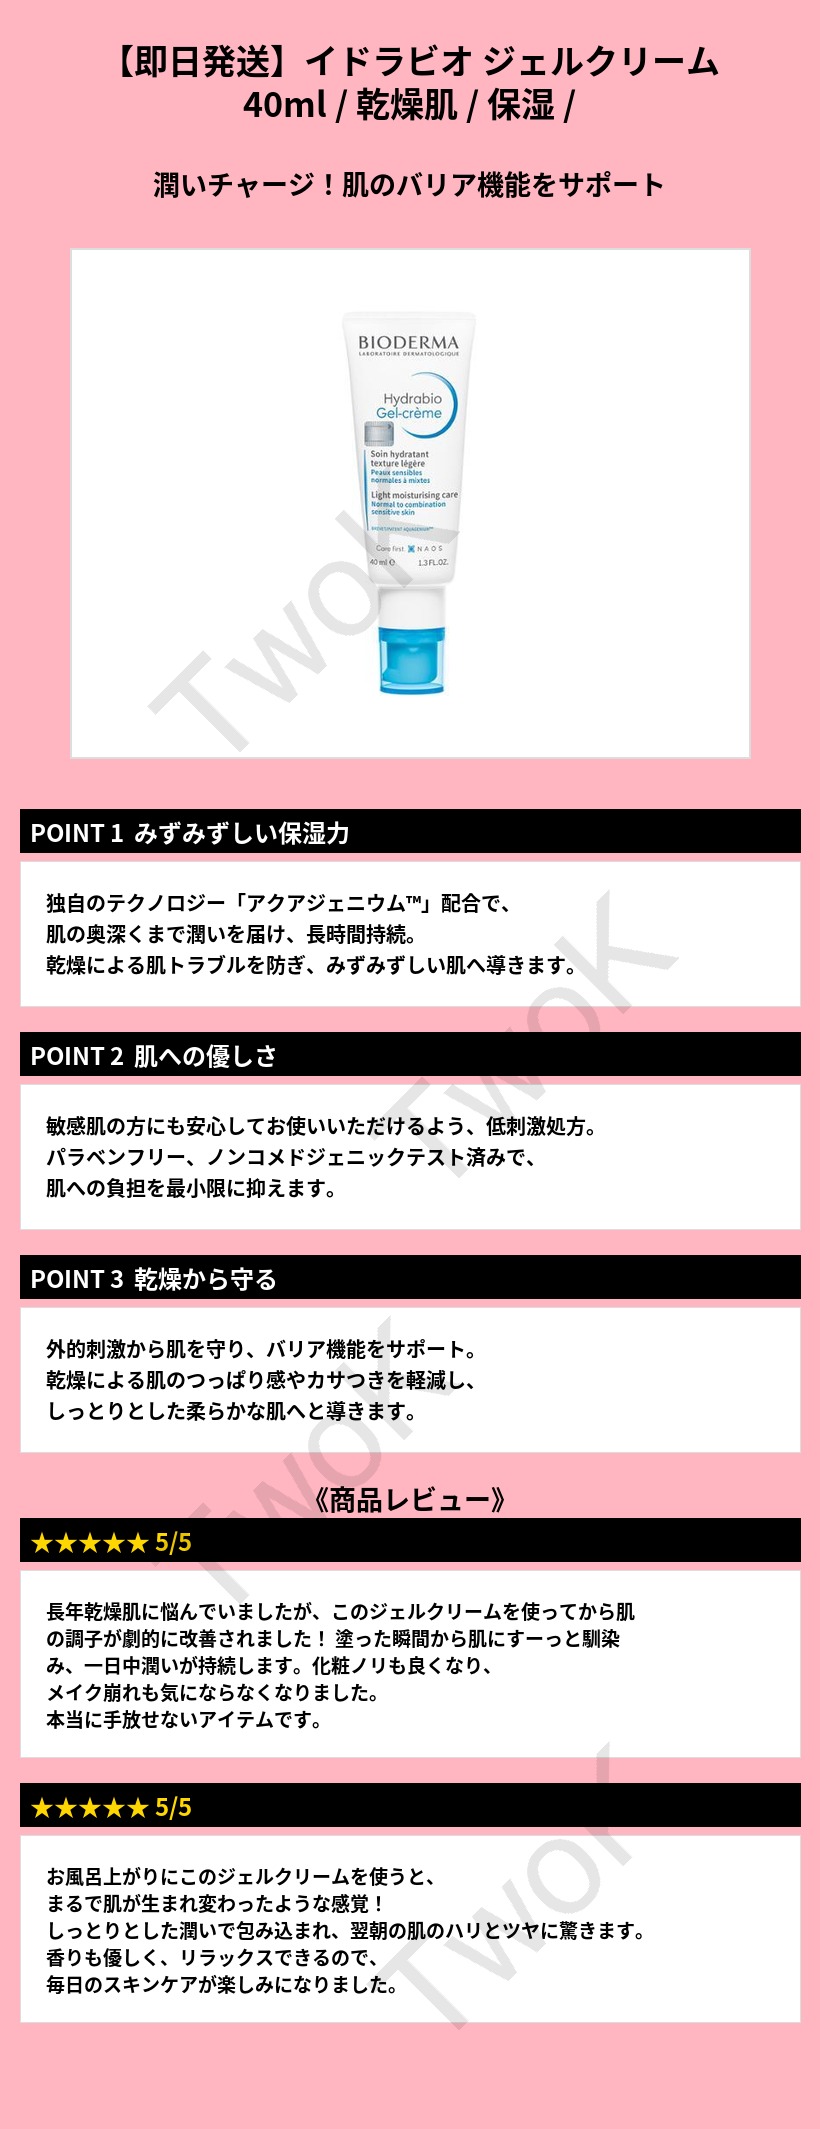 【即日発送】イドラビオ ジェルクリーム
40ml / 乾燥肌 / 保湿 /
潤いチャージ！肌のバリア機能をサポート
BIODERMA
LABORATOIRE DERMATOLOGIQUE
Hydrabio
Gel-crème
Soin hydratant
texture légère
Peaux sensibles
normales à mixtes
Light moisturising care
Normal to combination
sensitive skin
Care first NAOS
40 ml e 1.3 FL.OZ.
TwoK
POINT 1 みずみずしい保湿力
独自のテクノロジー「アクアジェニウム™」配合で、
肌の奥深くまで潤いを届け、長時間持続。
乾燥による肌トラブルを防ぎ、みずみずしい肌へ導きます。
TwoK
POINT 2 肌への優しさ
敏感肌の方にも安心してお使いいただけるよう、低刺激処方。
パラベンフリー、ノンコメドジェニックテスト済みで、
肌への負担を最小限に抑えます。
POINT 3 乾燥から守る
外的刺激から肌を守り、バリア機能をサポート。
乾燥による肌のつっぱり感やカサつきを軽減し、
しっとりとした柔らかな肌へと導きます。
TwoK
《商品レビュー》
★★★★★ 5/5
長年乾燥肌に悩んでいましたが、このジェルクリームを使ってから肌
の調子が劇的に改善されました！ 塗った瞬間から肌にすーっと馴染
み、一日中潤いが持続します。化粧ノリも良くなり、
メイク崩れも気にならなくなりました。
本当に手放せないアイテムです。
★★★★★ 5/5
お風呂上がりにこのジェルクリームを使うと、
まるで肌が生まれ変わったような感覚！
しっとりとした潤いで包み込まれ、翌朝の肌のハリとツヤに驚きます。
香りも優しく、リラックスできるので、
毎日のスキンケアが楽しみになりました。
TwoK